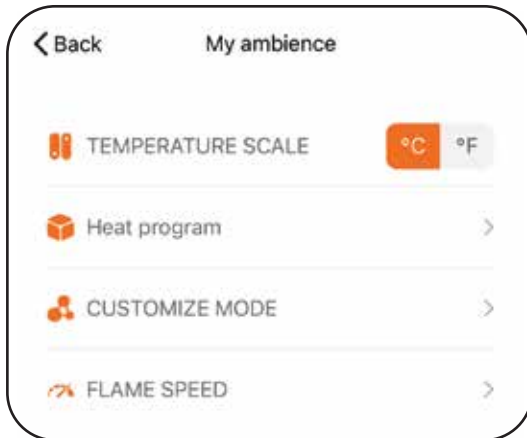 Back My ambience
TEMPERATURE SCALE °C °F
Heat program
CUSTOMIZE MODE
FLAME SPEED